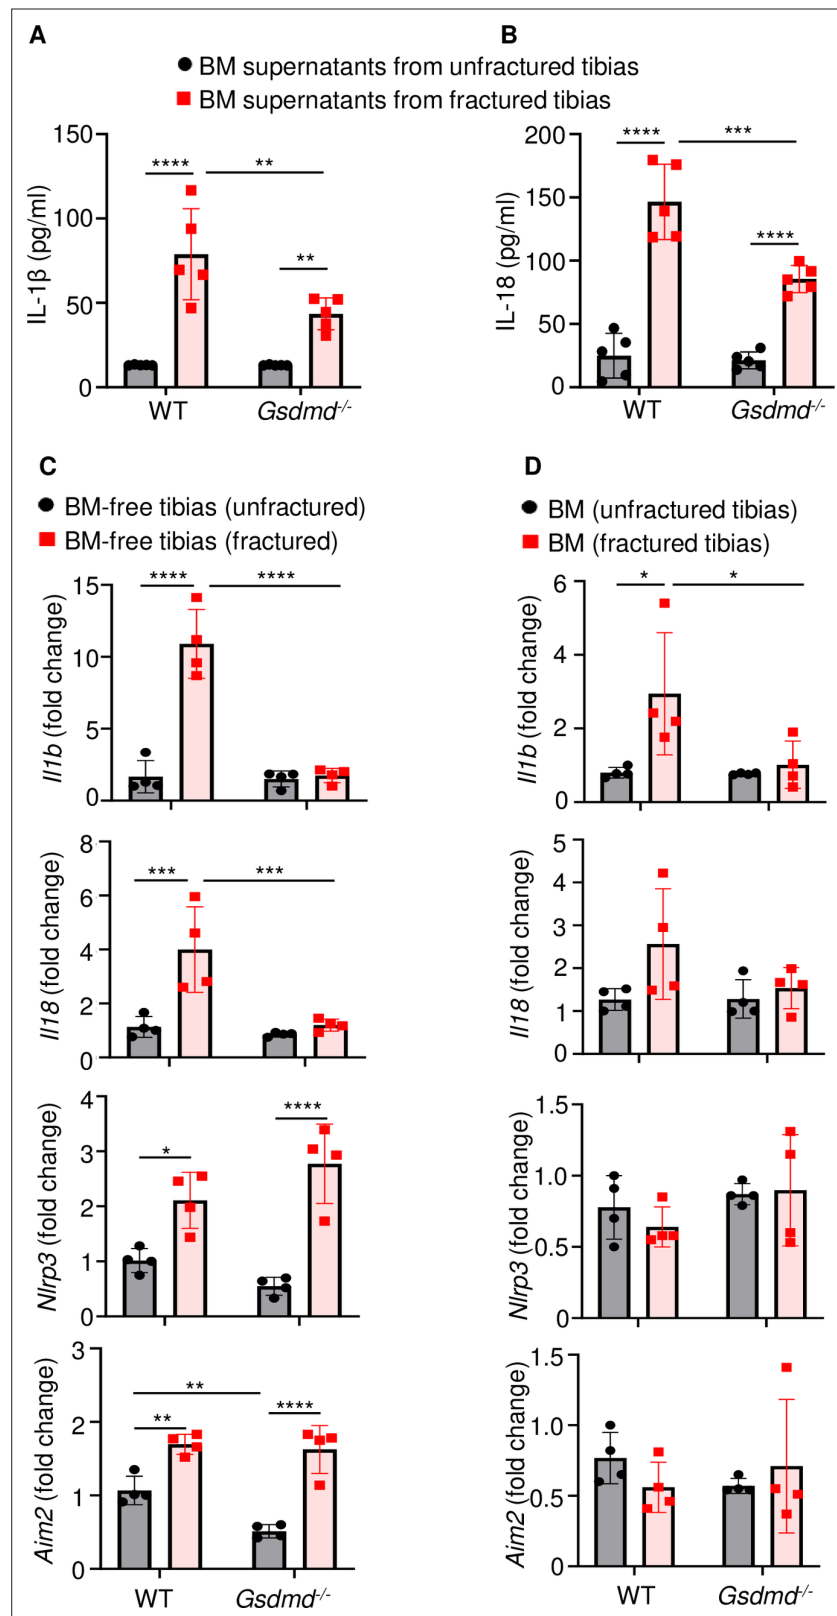 A
B
BM supernatants from unfractured tibias
BM supernatants from fractured tibias
IL-1β (pg/ml)
150
100
50
0
****
**
**
WT
Gsdmd-/-
IL-18 (pg/ml)
200
150
100
50
0
****
***
****
WT
Gsdmd-/-
C
BM-free tibias (unfractured)
BM-free tibias (fractured)
D
BM (unfractured tibias)
BM (fractured tibias)
Il1b (fold change)
15
10
5
0
****
****
Il1b (fold change)
6
4
2
0
*
*
Il18 (fold change)
8
6
4
2
0
***
***
Il18 (fold change)
5
4
3
2
1
0
Nlrp3 (fold change)
4
3
2
1
0
*
****
Nlrp3 (fold change)
1.5
1.0
0.5
0
Aim2 (fold change)
3
2
1
0
**
**
****
WT
Gsdmd-/-
Aim2 (fold change)
1.5
1.0
0.5
0
WT
Gsdmd-/-